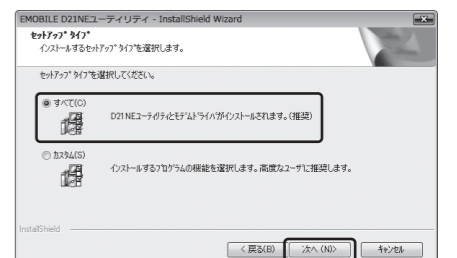 EMOBILE D21NEユーティリティ - InstallShield Wizard
セットアップ タイプ
インストールするセットアップ タイプを選択します。
セットアップ タイプを選択してください。
すべて(C)
D21NEユーティリティとモデムドライバがインストールされます。(推奨)
カスタム(S)
インストールするプログラムの機能を選択します。高度なユーザに推奨します。
InstallShield
< 戻る(B)
次へ (N)>
キャンセル